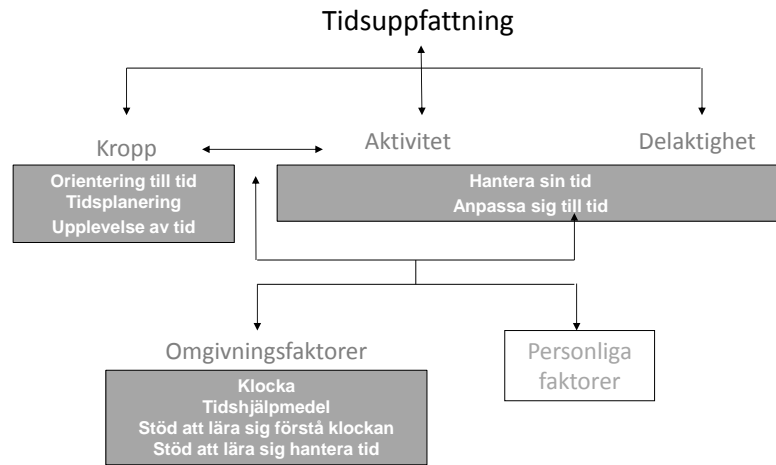 Tidsuppfattning
Kropp
Aktivitet
Delaktighet
Orientering till tid
Tidsplanering
Upplevelse av tid
Hantera sin tid
Anpassa sig till tid
Omgivningsfaktorer
Klocka
Tidshjälpmedel
Stöd att lära sig förstå klockan
Stöd att lära sig hantera tid
Personliga
faktorer